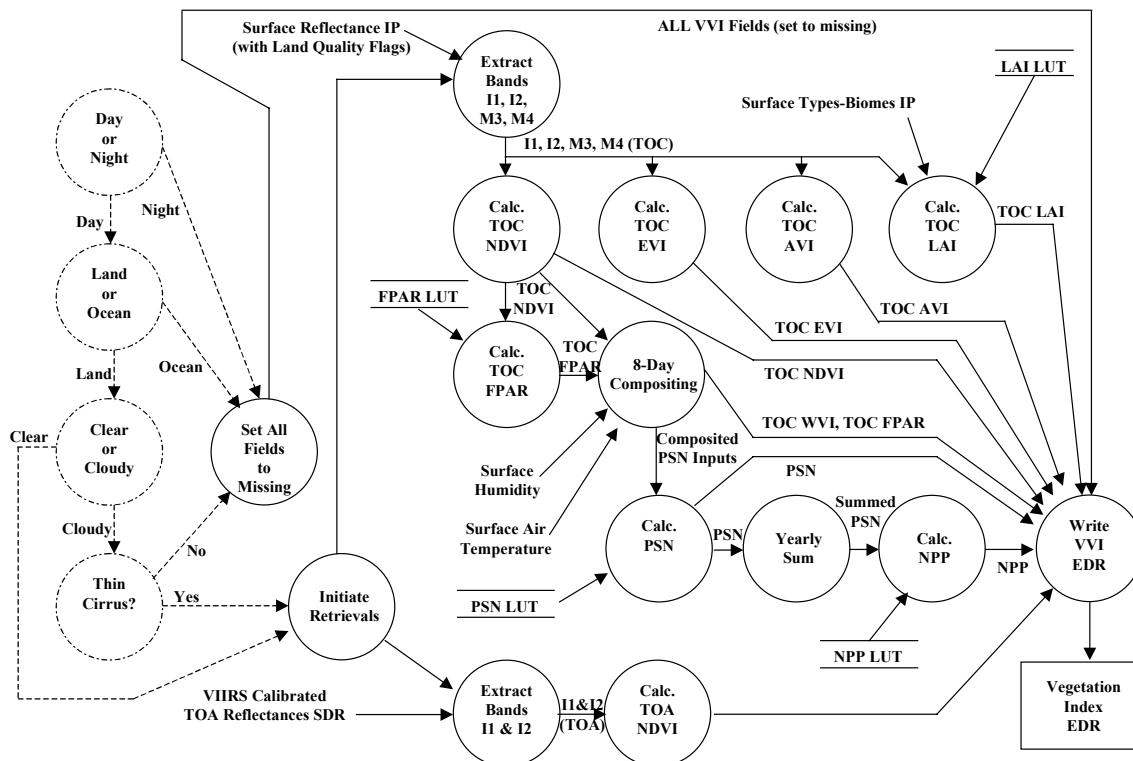 ALL VVI Fields (set to missing)
Surface Reflectance IP
(with Land Quality Flags)
Extract
Bands
I1, I2,
M3, M4
LAI LUT
Surface Types-Biomes IP
Day
or
Night
I1, I2, M3, M4 (TOC)
Night
Day
Calc.
TOC
NDVI
Calc.
TOC
EVI
Calc.
TOC
AVI
Calc.
TOC
LAI
TOC LAI
Land
or
Ocean
FPAR LUT
TOC
NDVI
TOC AVI
TOC EVI
Land
Ocean
Calc.
TOC
FPAR
TOC
FPAR
8-Day
Compositing
TOC NDVI
TOC WVI, TOC FPAR
Clear
Clear
or
Cloudy
Set All
Fields
to
Missing
Surface
Humidity
Composited
PSN Inputs
PSN
Cloudy
No
Surface Air
Temperature
Calc.
PSN
PSN
Yearly
Sum
Summed
PSN
Calc.
NPP
NPP
Write
VVI
EDR
Thin
Cirrus?
Yes
Initiate
Retrievals
PSN LUT
NPP LUT
VIIRS Calibrated
TOA Reflectances SDR
Extract
Bands
I1 & I2
I1&I2
(TOA)
Calc.
TOA
NDVI
Vegetation
Index
EDR